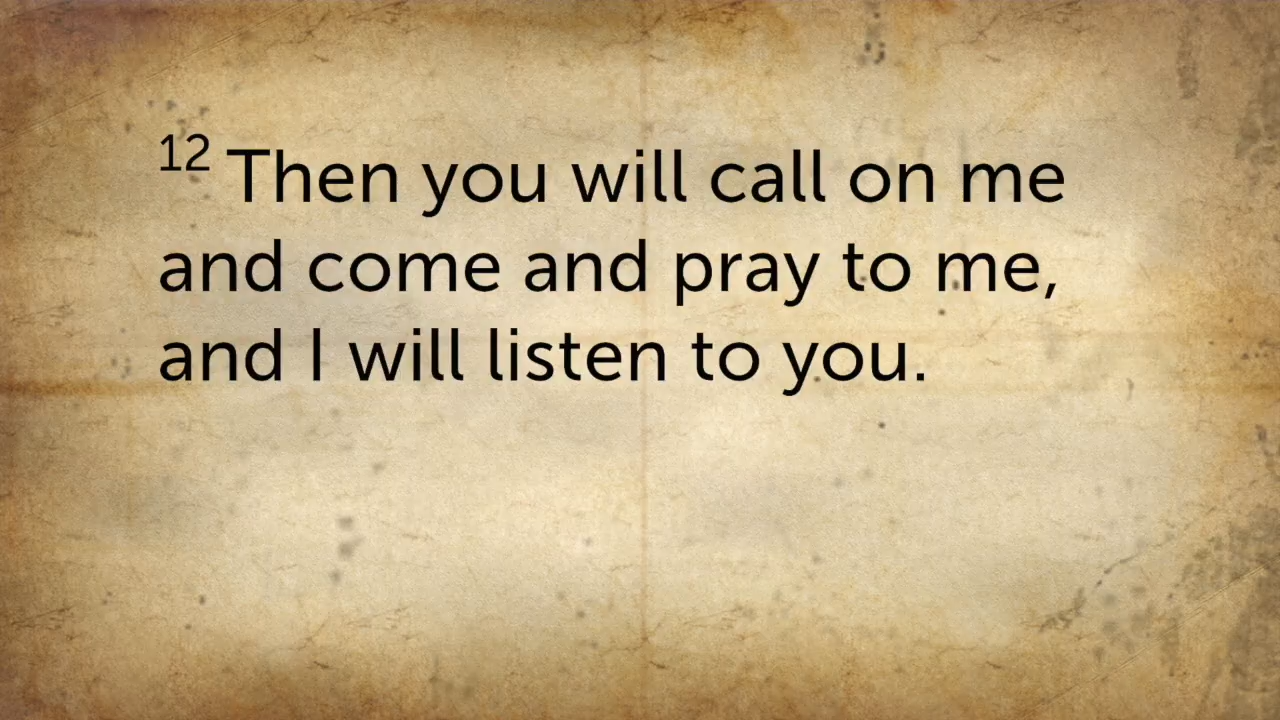 12 Then you will call on me
and come and pray to me,
and I will listen to you.